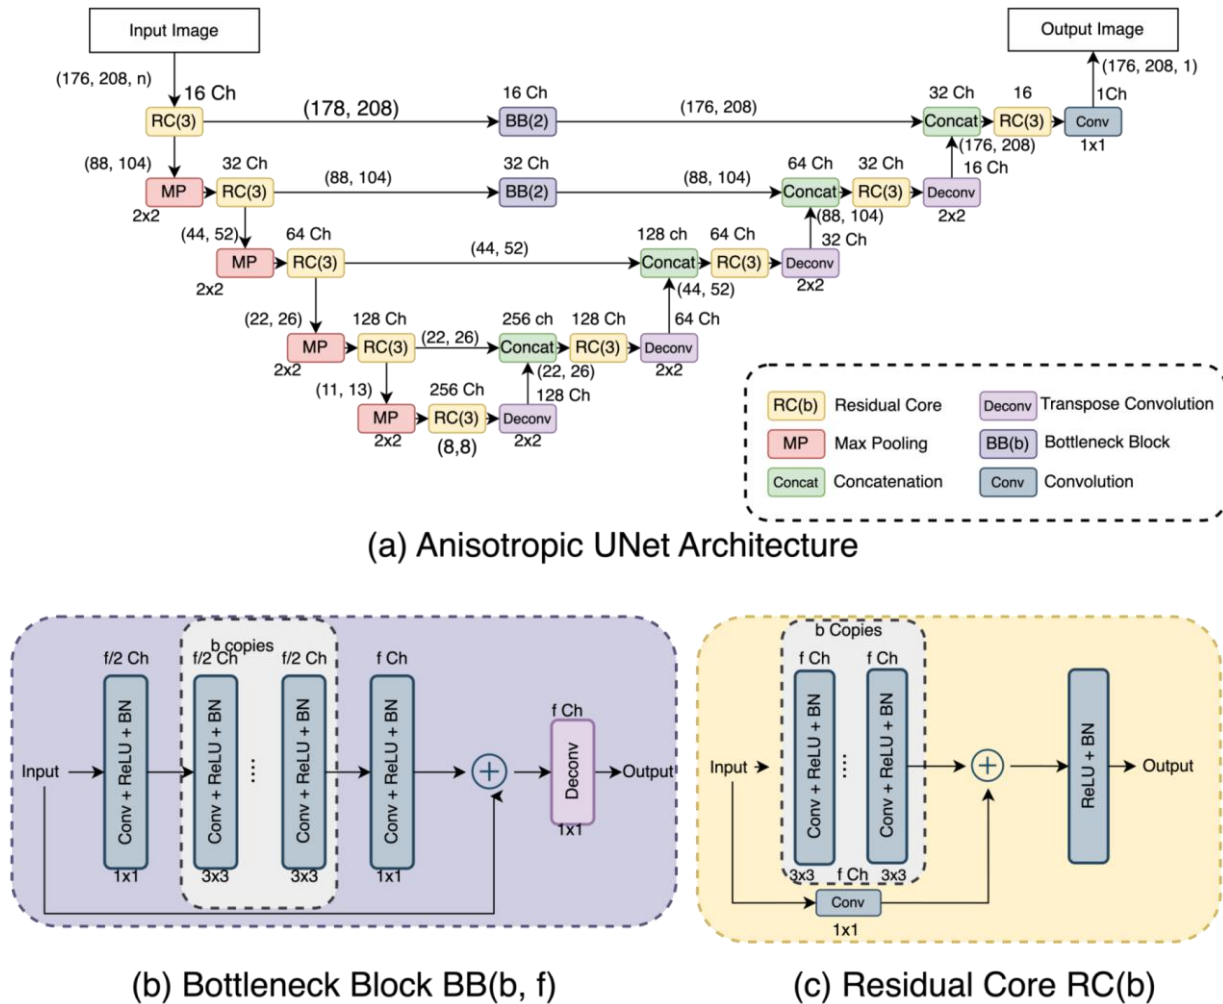 Input Image
Output Image
(176, 208, n)
(176, 208, 1)
16 Ch
(178, 208)
16 Ch
(176, 208)
32 Ch
16
1Ch
RC(3)
BB(2)
Concat
RC(3)
Conv
1x1
(88, 104)
32 Ch
(88, 104)
32 Ch
(88, 104)
64 Ch
32 Ch
(176, 208)
16 Ch
MP
RC(3)
BB(2)
Concat
RC(3)
Deconv
2x2
2x2
(44, 52)
64 Ch
(44, 52)
128 ch
64 Ch
(88, 104)
32 Ch
MP
RC(3)
Concat
RC(3)
Deconv
2x2
2x2
(22, 26)
128 Ch
(22, 26)
256 ch
128 Ch
(44, 52)
64 Ch
MP
RC(3)
Concat
RC(3)
Deconv
2x2
2x2
(11, 13)
256 Ch
(22, 26)
128 Ch
MP
RC(3)
Deconv
2x2
(8,8)
2x2
RC(b)
Residual Core
Deconv
Transpose Convolution
MP
Max Pooling
BB(b)
Bottleneck Block
Concat
Concatenation
Conv
Convolution
(a) Anisotropic UNet Architecture
b copies
f/2 Ch
f/2 Ch
f/2 Ch
f Ch
f Ch
Input
Conv + ReLU + BN
Conv + ReLU + BN
....
Conv + ReLU + BN
Conv + ReLU + BN
+
Deconv
Output
1x1
3x3
3x3
1x1
1x1
(b) Bottleneck Block BB(b, f)
b Copies
f Ch
f Ch
Input
Conv + ReLU + BN
....
Conv + ReLU + BN
+
ReLU + BN
Output
3x3
f Ch
3x3
Conv
1x1
(c) Residual Core RC(b)